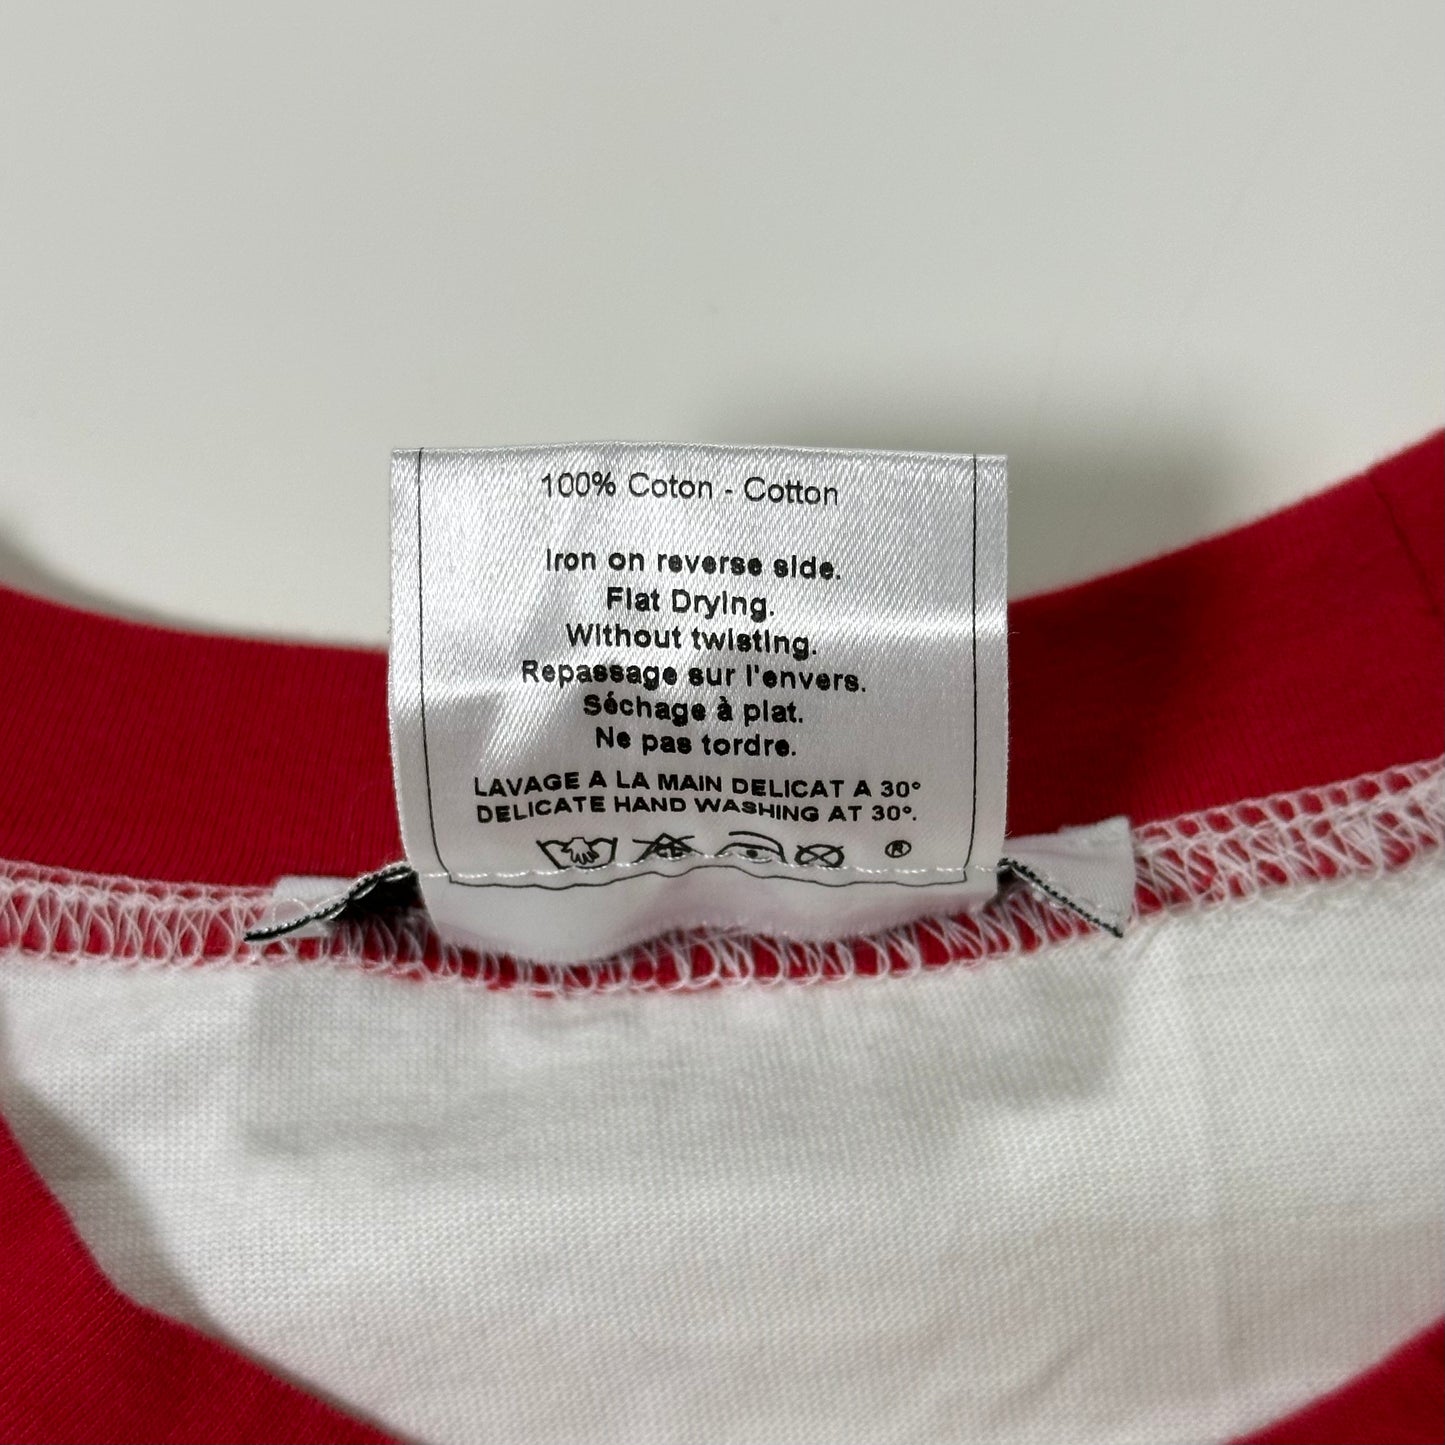 100% Coton - Cotton
Iron on reverse side.
Flat Drying.
Without twisting.
Repassage sur l'envers.
Séchage à plat.
Ne pas tordre.
LAVAGE A LA MAIN DELICAT A 30°
DELICATE HAND WASHING AT 30°.
CL ®